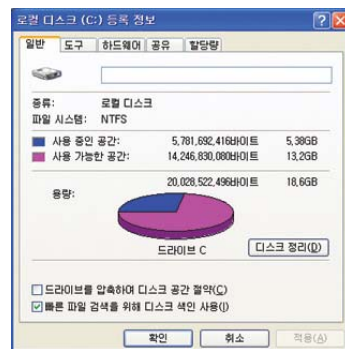 로컬 디스크 (C:) 등록 정보
일반 도구 하드웨어 공유 할당량
종류: 로컬 디스크
파일 시스템: NTFS
사용 중인 공간: 5,781,692,416바이트 5,38GB
사용 가능한 공간: 14,246,830,080바이트 13,2GB
용량: 20,028,522,496바이트 18,6GB
드라이브 C
디스크 정리(D)
드라이브를 압축하여 디스크 공간 절약(C)
빠른 파일 검색을 위해 디스크 색인 사용(I)
확인 취소 적용(A)